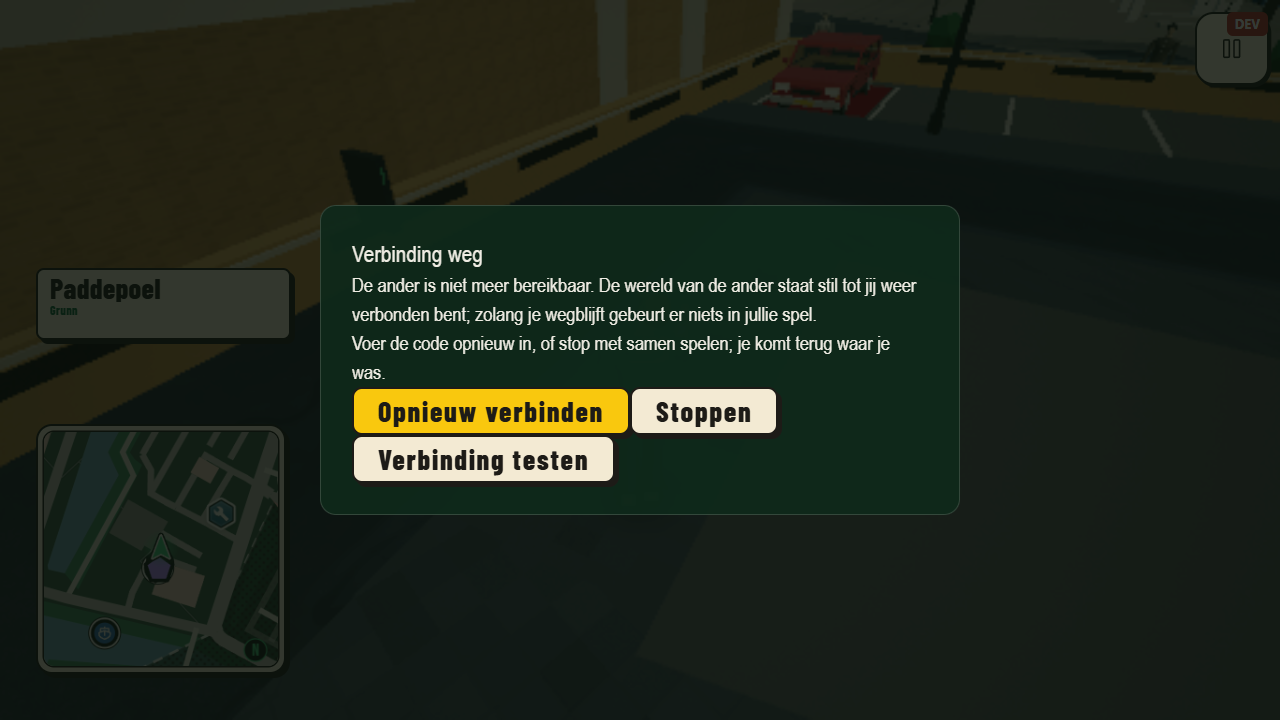 DEV
Verbinding weg
De ander is niet meer bereikbaar. De wereld van de ander staat stil tot jij weer
verbonden bent; zolang je wegblijft gebeurt er niets in jullie spel.
Voer de code opnieuw in, of stop met samen spelen; je komt terug waar je
was.
Opnieuw verbinden
Stoppen
Verbinding testen
Paddepoel
Grunn
N